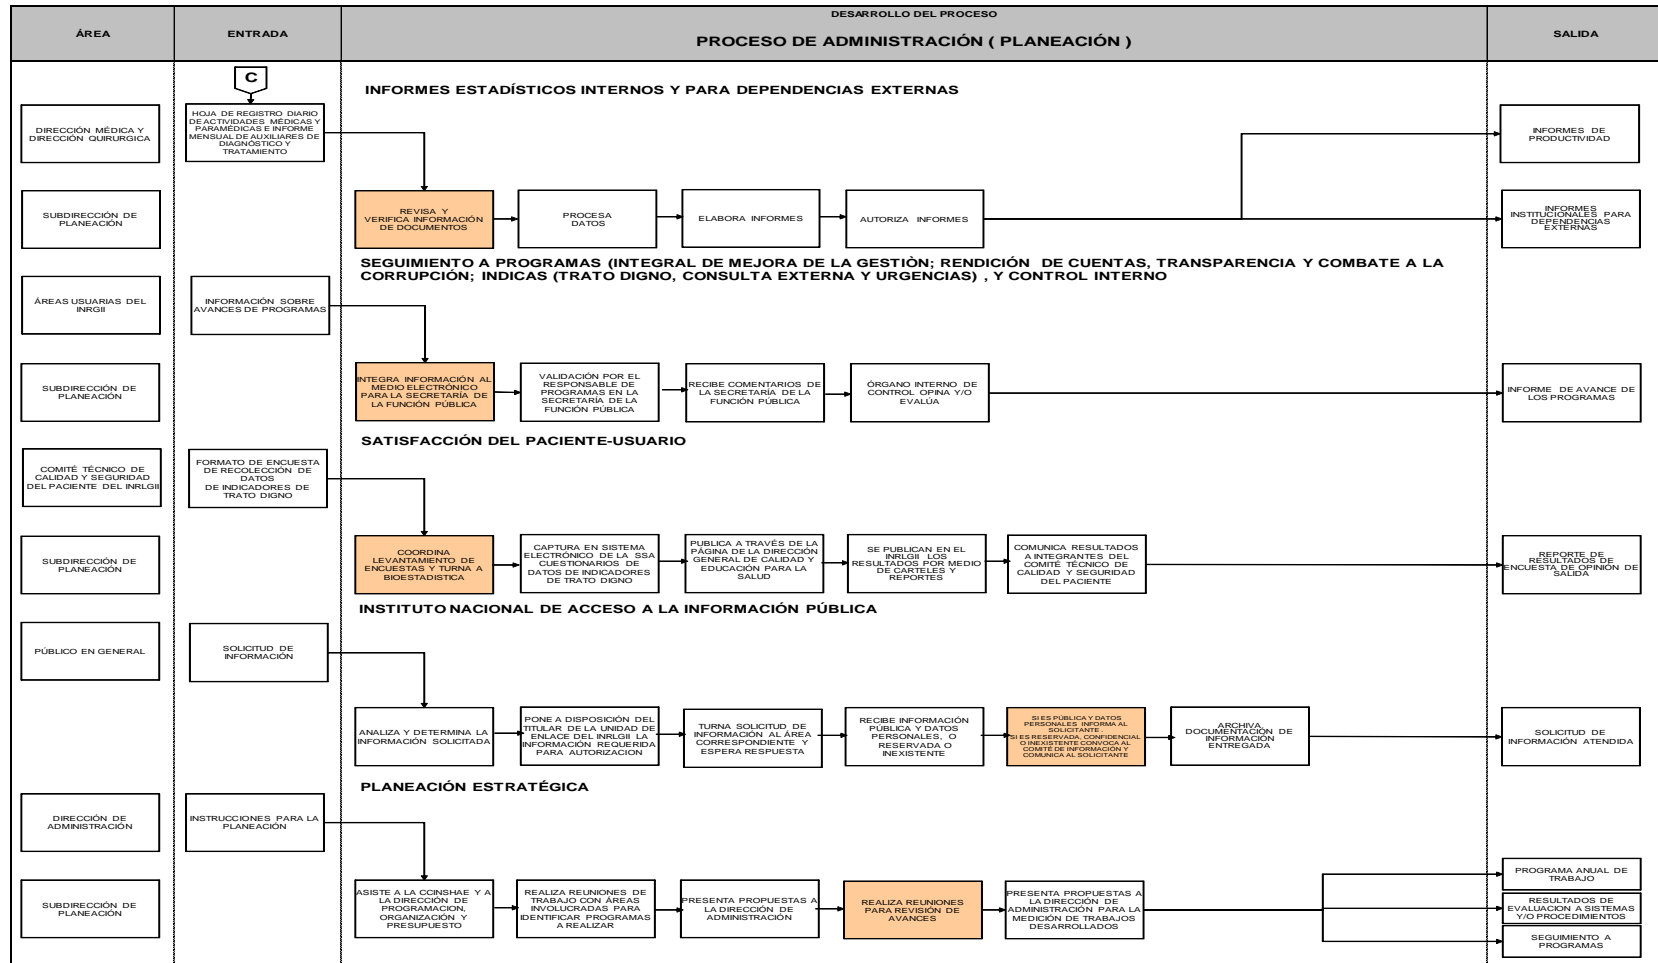 DESARROLLO DEL PROCESO
ÁREA
ENTRADA
PROCESO DE ADMINISTRACIÓN ( PLANEACIÓN )
SALIDA
C
INFORMES ESTADÍSTICOS INTERNOS Y PARA DEPENDENCIAS EXTERNAS
DIRECCIÓN MÉDICA Y
DIRECCIÓN QUIRURGICA
HOJA DE REGISTRO DIARIO
DE ACTIVIDADES MÉDICAS Y
PARAMÉDICAS E INFORME
MENSUAL DE AUXILIARES DE
DIAGNÓSTICO Y
TRATAMIENTO
INFORMES DE
PRODUCTIVIDAD
SUBDIRECCIÓN DE
PLANEACIÓN
REVISA Y
VERIFICA INFORMACIÓN
DE DOCUMENTOS
PROCESA
DATOS
ELABORA INFORMES
AUTORIZA INFORMES
INFORMES
INSTITUCIONALES PARA
DEPENDENCIAS
EXTERNAS
SEGUIMIENTO A PROGRAMAS (INTEGRAL DE MEJORA DE LA GESTIÒN; RENDICIÓN DE CUENTAS, TRANSPARENCIA Y COMBATE A LA
CORRUPCIÓN; INDICAS (TRATO DIGNO, CONSULTA EXTERNA Y URGENCIAS) , Y CONTROL INTERNO
ÁREAS USUARIAS DEL
INRGII
INFORMACIÓN SOBRE
AVANCES DE PROGRAMAS
SUBDIRECCIÓN DE
PLANEACIÓN
INTEGRA INFORMACIÓN AL
MEDIO ELECTRÓNICO
PARA LA SECRETARÍA DE
LA FUNCIÓN PÚBLICA
VALIDACIÓN POR EL
RESPONSABLE DE
PROGRAMAS EN LA
SECRETARÍA DE LA
FUNCIÓN PÚBLICA
RECIBE COMENTARIOS DE
LA SECRETARÍA DE LA
FUNCIÓN PÚBLICA
ÓRGANO INTERNO DE
CONTROL OPINA Y/O
EVALÚA
INFORME DE AVANCE DE
LOS PROGRAMAS
SATISFACCIÓN DEL PACIENTE-USUARIO
COMITÉ TÉCNICO DE
CALIDAD Y SEGURIDAD
DEL PACIENTE DEL INRLGII
FORMATO DE ENCUESTA
DE RECOLECCIÓN DE
DATOS
DE INDICADORES DE
TRATO DIGNO
SUBDIRECCIÓN DE
PLANEACIÓN
COORDINA
LEVANTAMIENTO DE
ENCUESTAS Y TURNA A
BIOESTADISTICA
CAPTURA EN SISTEMA
ELECTRÓNICO DE LA SSA
CUESTIONARIOS DE
DATOS DE INDICADORES
DE TRATO DIGNO
PUBLICA A TRAVÉS DE LA
PÁGINA DE LA DIRECCIÓN
GENERAL DE CALIDAD Y
EDUCACIÓN PARA LA
SALUD
SE PUBLICAN EN EL
INRLGII LOS
RESULTADOS POR MEDIO
DE CARTELES Y
REPORTES
COMUNICA RESULTADOS
A INTEGRANTES DEL
COMITÉ TÉCNICO DE
CALIDAD Y SEGURIDAD
DEL PACIENTE
REPORTE DE
RESULTADOS DE
ENCUESTA DE OPINIÓN DE
SALIDA
INSTITUTO NACIONAL DE ACCESO A LA INFORMACIÓN PÚBLICA
PÚBLICO EN GENERAL
SOLICITUD DE
INFORMACIÓN
ANALIZA Y DETERMINA LA
INFORMACIÓN SOLICITADA
PONE A DISPOSICIÓN DEL
TITULAR DE LA UNIDAD DE
ENLACE DEL INRLGII LA
INFORMACIÓN REQUERIDA
PARA AUTORIZACION
TURNA SOLICITUD DE
INFORMACIÓN AL ÁREA
CORRESPONDIENTE Y
ESPERA RESPUESTA
RECIBE INFORMACIÓN
PÚBLICA Y DATOS
PERSONALES, O
RESERVADA O
INEXISTENTE
SI ES PÚBLICA Y DATOS
PERSONALES INFORMA AL
SOLICITANTE .
SI ES RESERVADA, CONFIDENCIAL
O INEXISTENTE CONVOCA AL
COMITÉ DE INFORMACIÓN Y
COMUNICA AL SOLICITANTE
ARCHIVA,
DOCUMENTACIÓN DE
INFORMACIÓN
ENTREGADA
SOLICITUD DE
INFORMACIÓN ATENDIDA
PLANEACIÓN ESTRATÉGICA
DIRECCIÓN DE
ADMINISTRACIÓN
INSTRUCCIONES PARA LA
PLANEACIÓN
SUBDIRECCIÓN DE
PLANEACIÓN
ASISTE A LA CCINSHAE Y A
LA DIRECCIÓN DE
PROGRAMACION,
ORGANIZACIÓN Y
PRESUPUESTO
REALIZA REUNIONES DE
TRABAJO CON ÁREAS
INVOLUCRADAS PARA
IDENTIFICAR PROGRAMAS
A REALIZAR
PRESENTA PROPUESTAS A
LA DIRECCIÓN DE
ADMINISTRACIÓN
REALIZA REUNIONES
PARA REVISIÓN DE
AVANCES
PRESENTA PROPUESTAS A
LA DIRECCIÓN DE
ADMINISTRACIÓN PARA LA
MEDICIÓN DE TRABAJOS
DESARROLLADOS
PROGRAMA ANUAL DE
TRABAJO
RESULTADOS DE
EVALUACIÓN A SISTEMAS
Y/O PROCEDIMIENTOS
SEGUIMIENTO A
PROGRAMAS